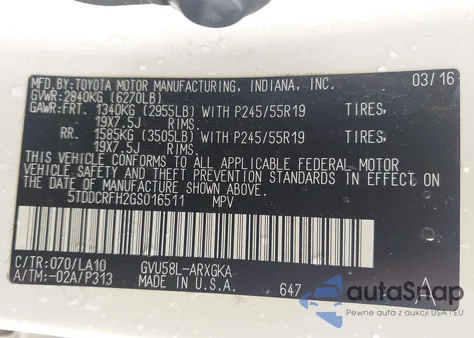 MFD.BY:TOYOTA MOTOR MANUFACTURING, INDIANA, INC. 03/16
GVWR:2840KG (6270LB)
GAWR:FRT. 1340KG (2955LB) WITH P245/55R19 TIRES,
19X7.5J RIMS,
RR. 1585KG (3505LB) WITH P245/55R19 TIRES,
19X7.5J RIMS,
THIS VEHICLE CONFORMS TO ALL APPLICABLE FEDERAL MOTOR
VEHICLE SAFETY AND THEFT PREVENTION STANDARDS IN EFFECT
ON THE DATE OF MANUFACTURE SHOWN ABOVE.
5TDDCRFH2GS016511 MPV
C/TR:070/LA10 GVU58L-ARXGKA
A/TM:-02A/P313 MADE IN U.S.A. 647 A
autoSnap
Pewne auta z aukcji USA i EU